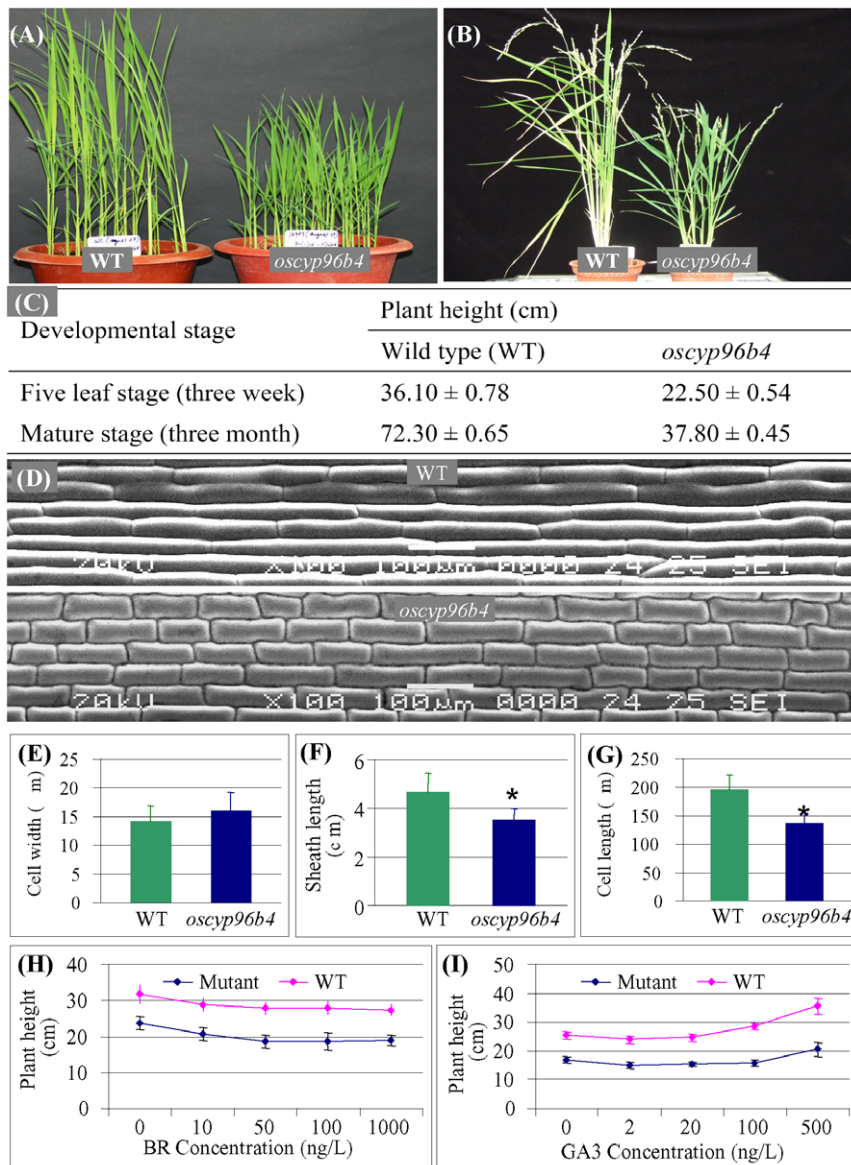 (A)
WT
oscyp96b4
(B)
WT
oscyp96b4
(C)
Developmental stage
Plant height (cm)
Wild type (WT) oscyp96b4
Five leaf stage (three week) 36.10 ± 0.78 22.50 ± 0.54
Mature stage (three month) 72.30 ± 0.65 37.80 ± 0.45
(D)
WT
20KV X100 100µm 0000 24 25 SEI
oscyp96b4
20KV X100 100µm 0000 24 25 SEI
(E)
Cell width ( m)
25
20
15
10
5
0
WT oscyp96b4
(F)
Sheath length
(c m)
6
4
2
0
*
WT oscyp96b4
(G)
Cell length ( m)
250
200
150
100
50
0
*
WT oscyp96b4
(H)
Mutant WT
Plant height
(cm)
40
30
20
10
0
0 10 50 100 1000
BR Concentration (ng/L)
(I)
Mutant WT
Plant height
(cm)
50
40
30
20
10
0
0 2 20 100 500
GA3 Concentration (ng/L)